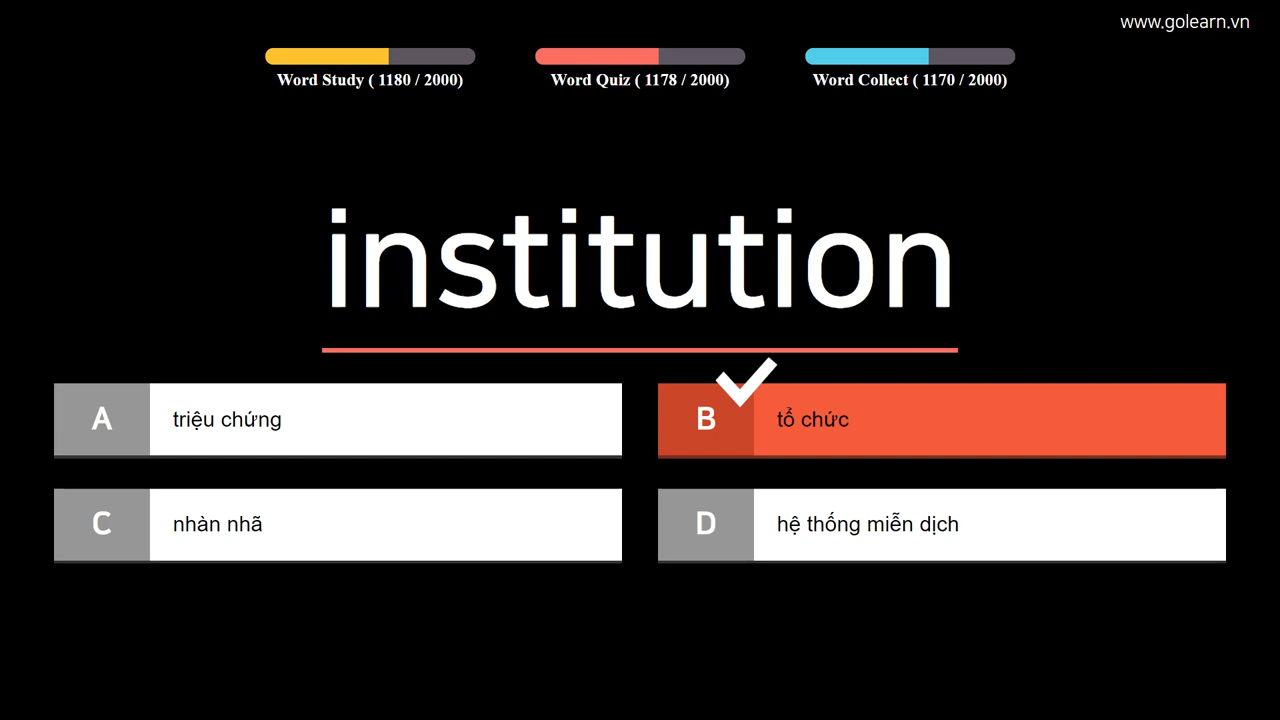 www.golearn.vn
Word Study ( 1180 / 2000)
Word Quiz ( 1178 / 2000)
Word Collect ( 1170 / 2000)
institution
A triệu chứng
B tổ chức
C nhàn nhã
D hệ thống miễn dịch